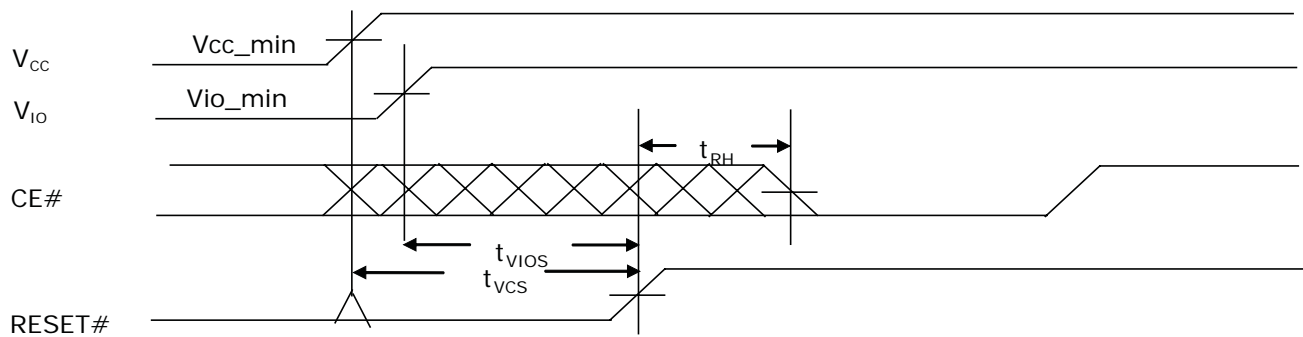 Vcc_min
VCC
Vio_min
VIO
tRH
CE#
tVIOS
tVCS
RESET#